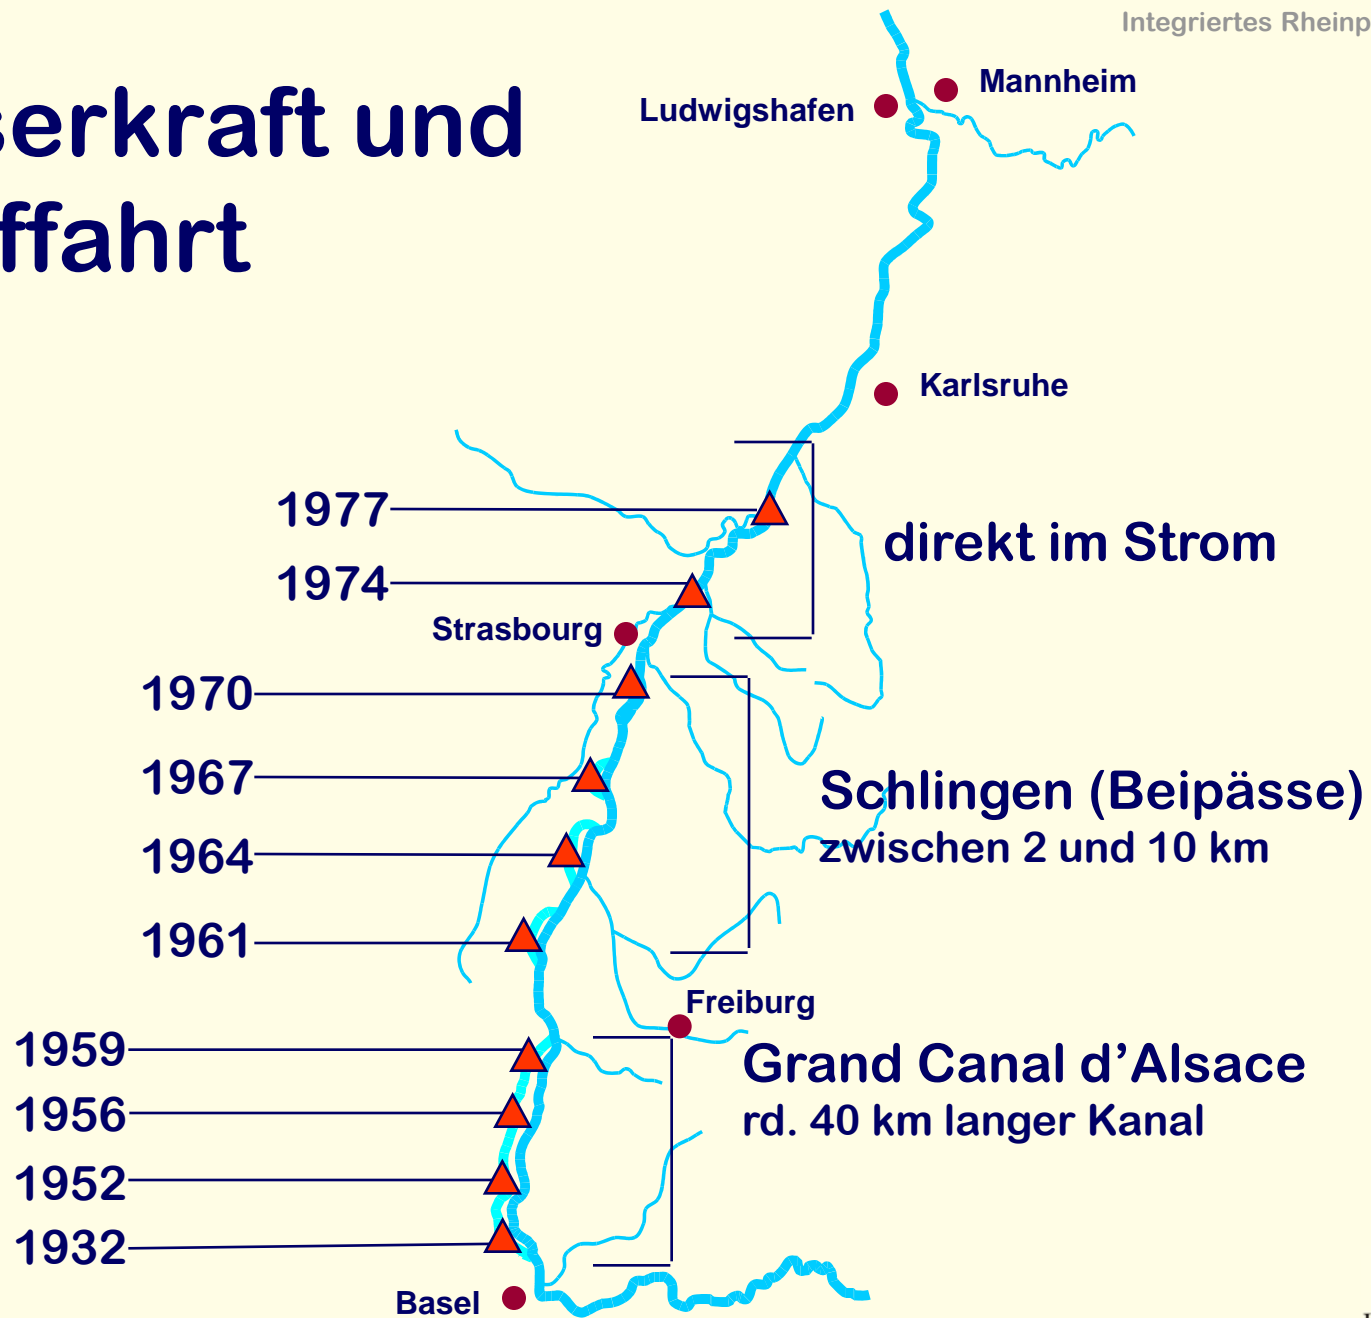 Integriertes Rheinp
serkraft und
ffahrt
Mannheim
Ludwigshafen
Karlsruhe
1977
direkt im Strom
1974
Strasbourg
1970
1967
Schlingen (Beipässe)
zwischen 2 und 10 km
1964
1961
Freiburg
1959
Grand Canal d’Alsace
rd. 40 km langer Kanal
1956
1952
1932
Basel